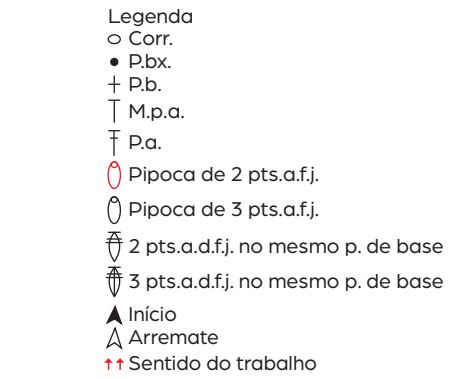 Legenda
Corr.
P.bx.
P.b.
M.p.a.
P.a.
Pipoca de 2 pts.a.f.j.
Pipoca de 3 pts.a.f.j.
2 pts.a.d.f.j. no mesmo p. de base
3 pts.a.d.f.j. no mesmo p. de base
Início
Arremate
Sentido do trabalho